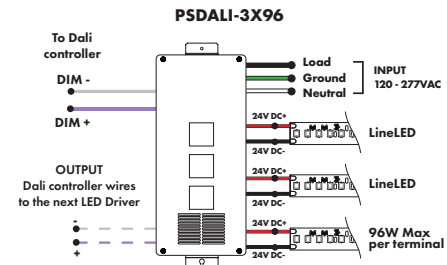 PSDALI-3X96
To Dali
controller
DIM -
DIM +
OUTPUT
Dali controller wires
to the next LED Driver
-
+
Load
Ground
Neutral
INPUT
120 - 277VAC
24V DC+
24V DC-
LineLED
24V DC+
24V DC-
LineLED
24V DC+
24V DC-
96W Max
per terminal